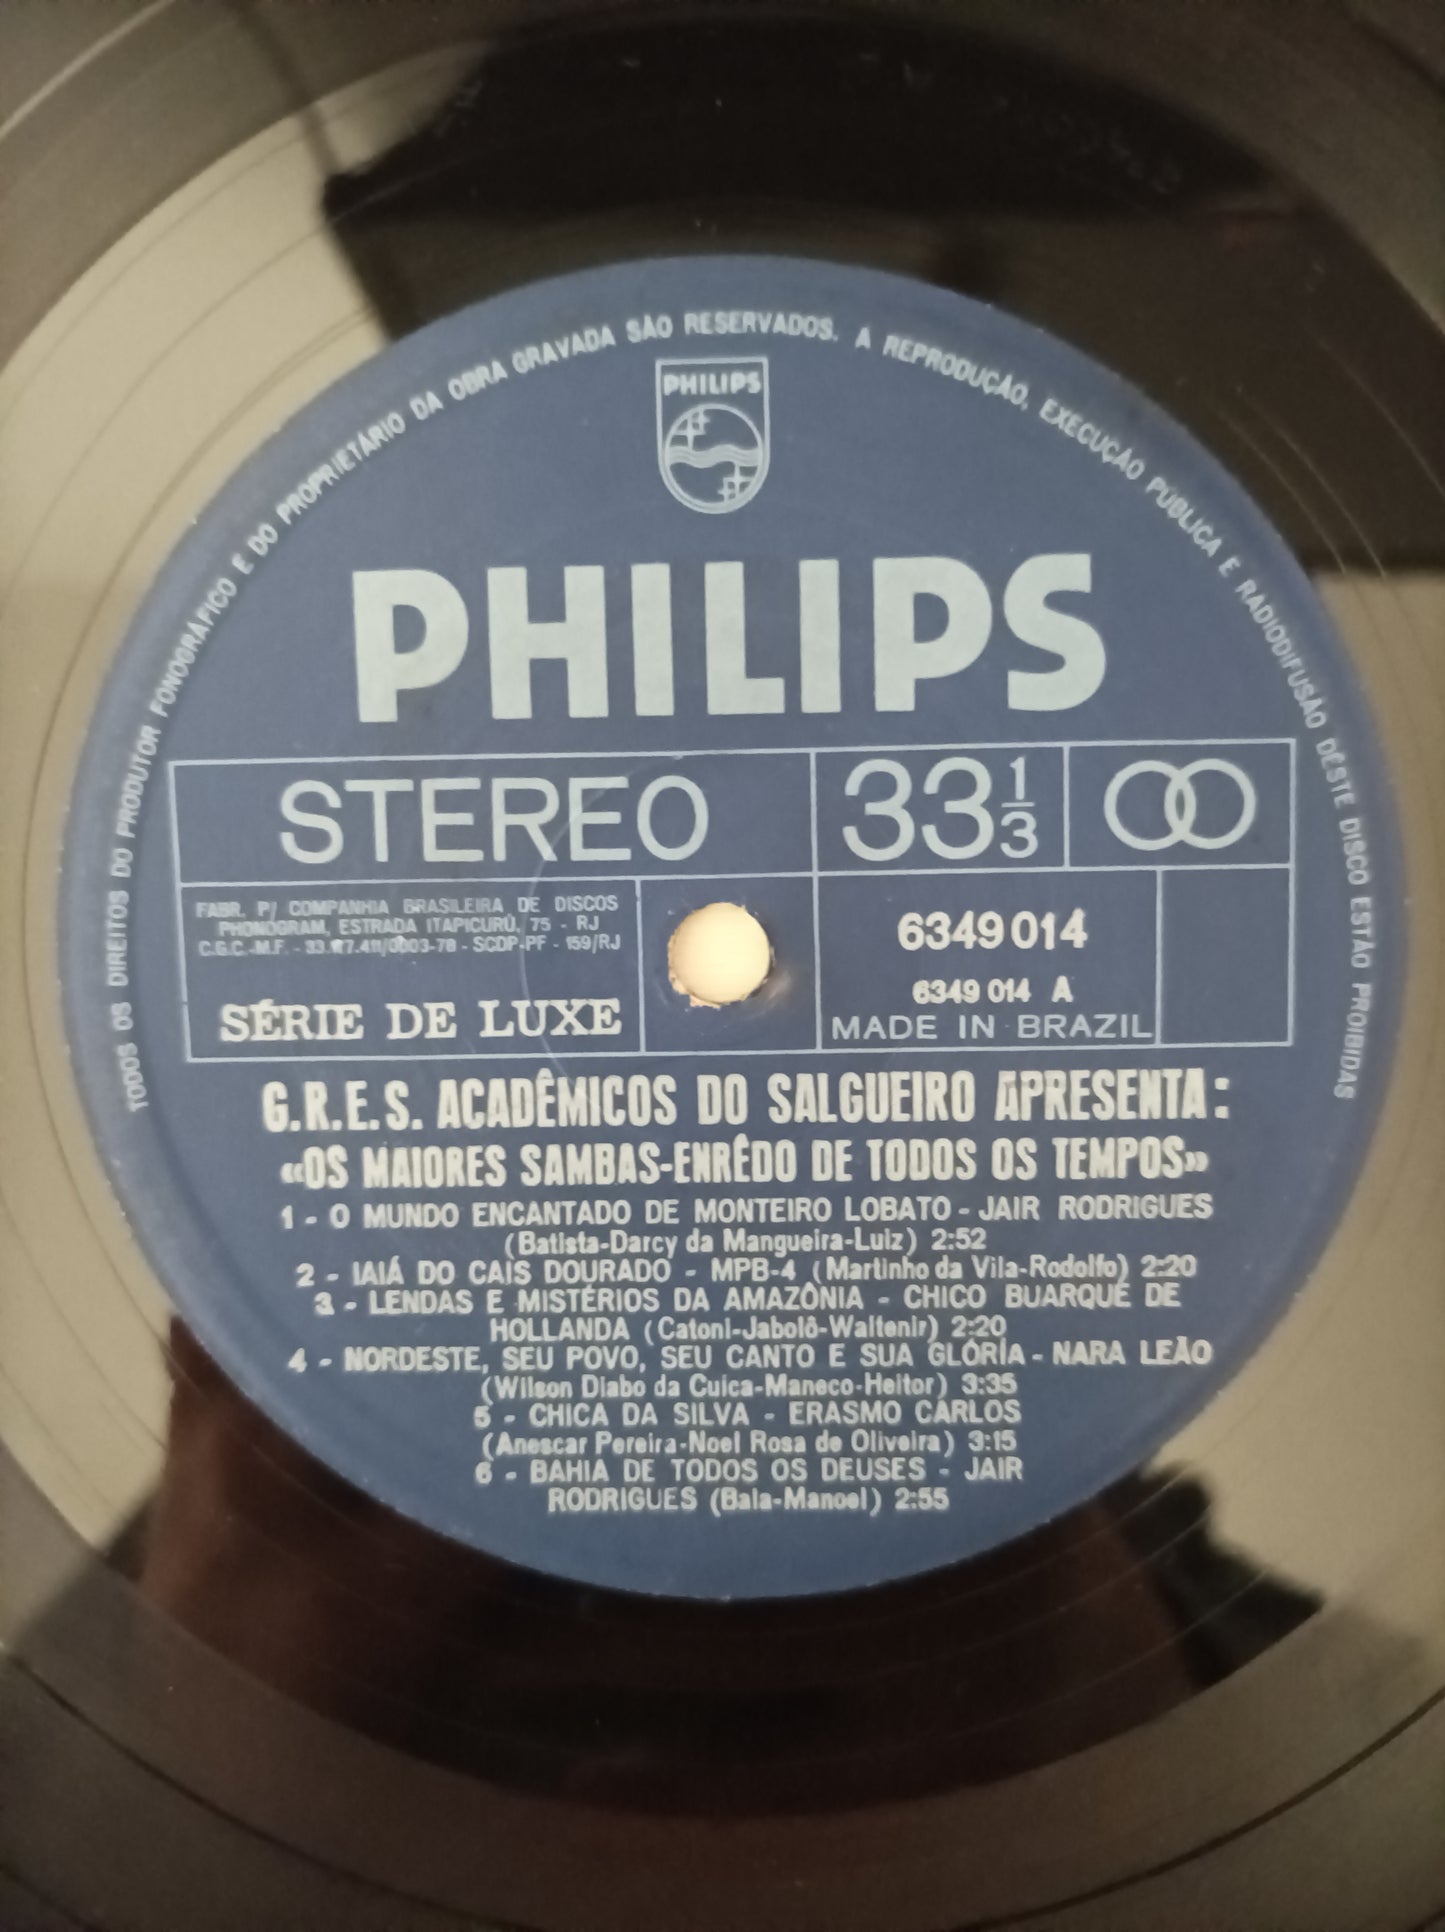 TODOS OS DIREITOS DO PRODUTOR FONOGRÁFICO E DO PROPRIETÁRIO DA OBRA GRAVADA SÃO RESERVADOS. A REPRODUÇÃO, EXECUÇÃO PÚBLICA E RADIODIFUSÃO DÊSTE DISCO ESTÃO PROIBIDAS
PHILIPS
PHILIPS
STEREO 33 1/3
FABR. P/ COMPANHIA BRASILEIRA DE DISCOS
PHONOGRAM, ESTRADA ITAPICURÚ, 75 - RJ
C.G.C.-M.F. - SCDP-PF - 159/RJ
SÉRIE DE LUXE
6349 014
6349 014 A
MADE IN BRAZIL
G.R.E.S. ACADÊMICOS DO SALGUEIRO APRESENTA:
«OS MAIORES SAMBAS-ENRÊDO DE TODOS OS TEMPOS»
1 - O MUNDO ENCANTADO DE MONTEIRO LOBATO - JAIR RODRIGUES
(Batista-Darcy da Mangueira-Luiz) 2:52
2 - IAIÁ DO CAIS DOURADO - MPB-4 (Martinho da Vila-Rodolfo) 2:20
3 - LENDAS E MISTÉRIOS DA AMAZÔNIA - CHICO BUARQUE DE
HOLLANDA (Catoni-Jabolô-Waltenir) 2:20
4 - NORDESTE, SEU POVO, SEU CANTO E SUA GLÓRIA - NARA LEÃO
(Wilson Diabo da Cuica-Maneco-Heitor) 3:35
5 - CHICA DA SILVA - ERASMO CARLOS
(Anescar Pereira-Noel Rosa de Oliveira) 3:15
6 - BAHIA DE TODOS OS DEUSES - JAIR
RODRIGUES (Bala-Manoel) 2:55